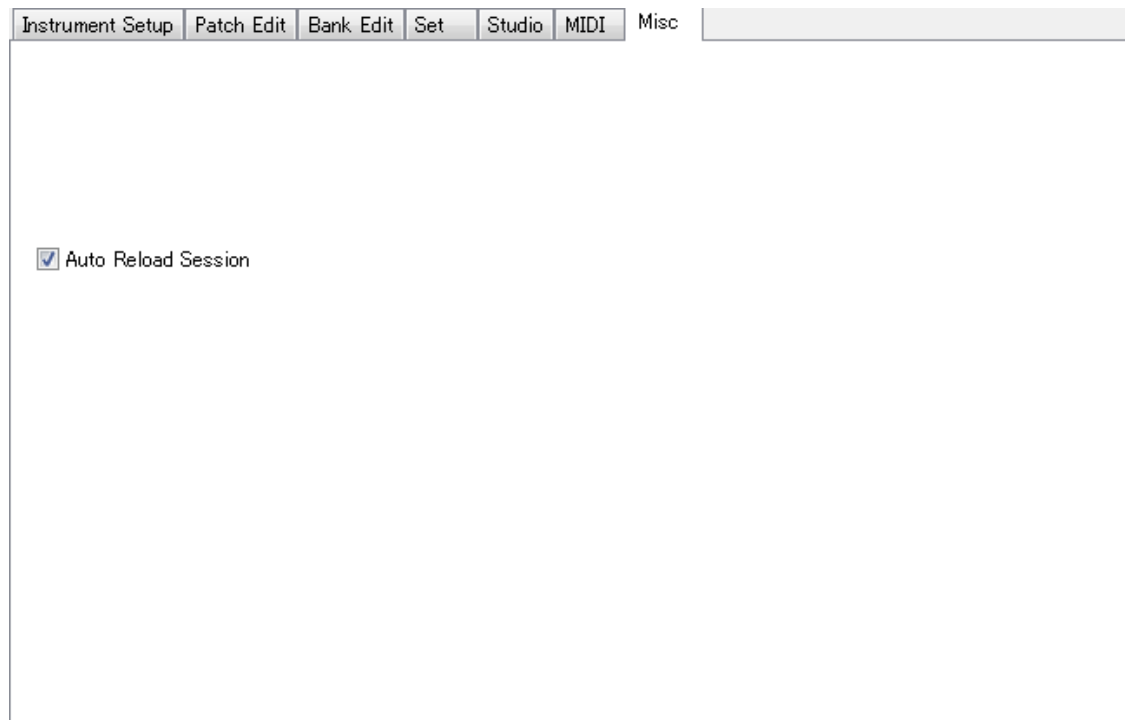 Instrument Setup Patch Edit Bank Edit Set Studio MIDI Misc
Auto Reload Session